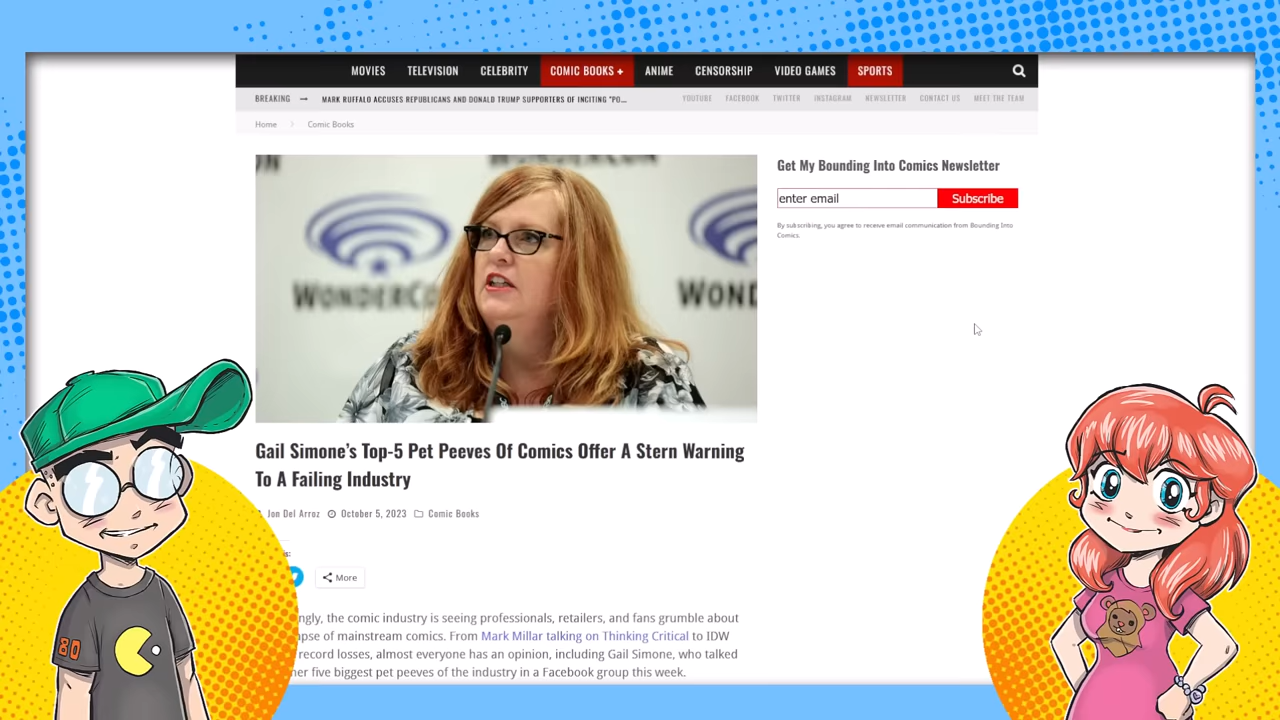 MOVIES TELEVISION CELEBRITY COMIC BOOKS + ANIME CENSORSHIP VIDEO GAMES SPORTS
BREAKING MARK RUFFALO ACCUSES REPUBLICANS AND DONALD TRUMP SUPPORTERS OF INCITING "PO... YOUTUBE FACEBOOK TWITTER INSTAGRAM NEWSLETTER CONTACT US MEET THE TEAM
Home Comic Books
WONDERCON
WONDERC
WOND
Get My Bounding Into Comics Newsletter
enter email Subscribe
By subscribing, you agree to receive email communication from Bounding Into
Comics.
Gail Simone's Top-5 Pet Peeves Of Comics Offer A Stern Warning
To A Failing Industry
Jon Del Arroz October 5, 2023 Comic Books
More
ngly, the comic industry is seeing professionals, retailers, and fans grumble about
pse of mainstream comics. From Mark Millar talking on Thinking Critical to IDW
record losses, almost everyone has an opinion, including Gail Simone, who talked
her five biggest pet peeves of the industry in a Facebook group this week.
80